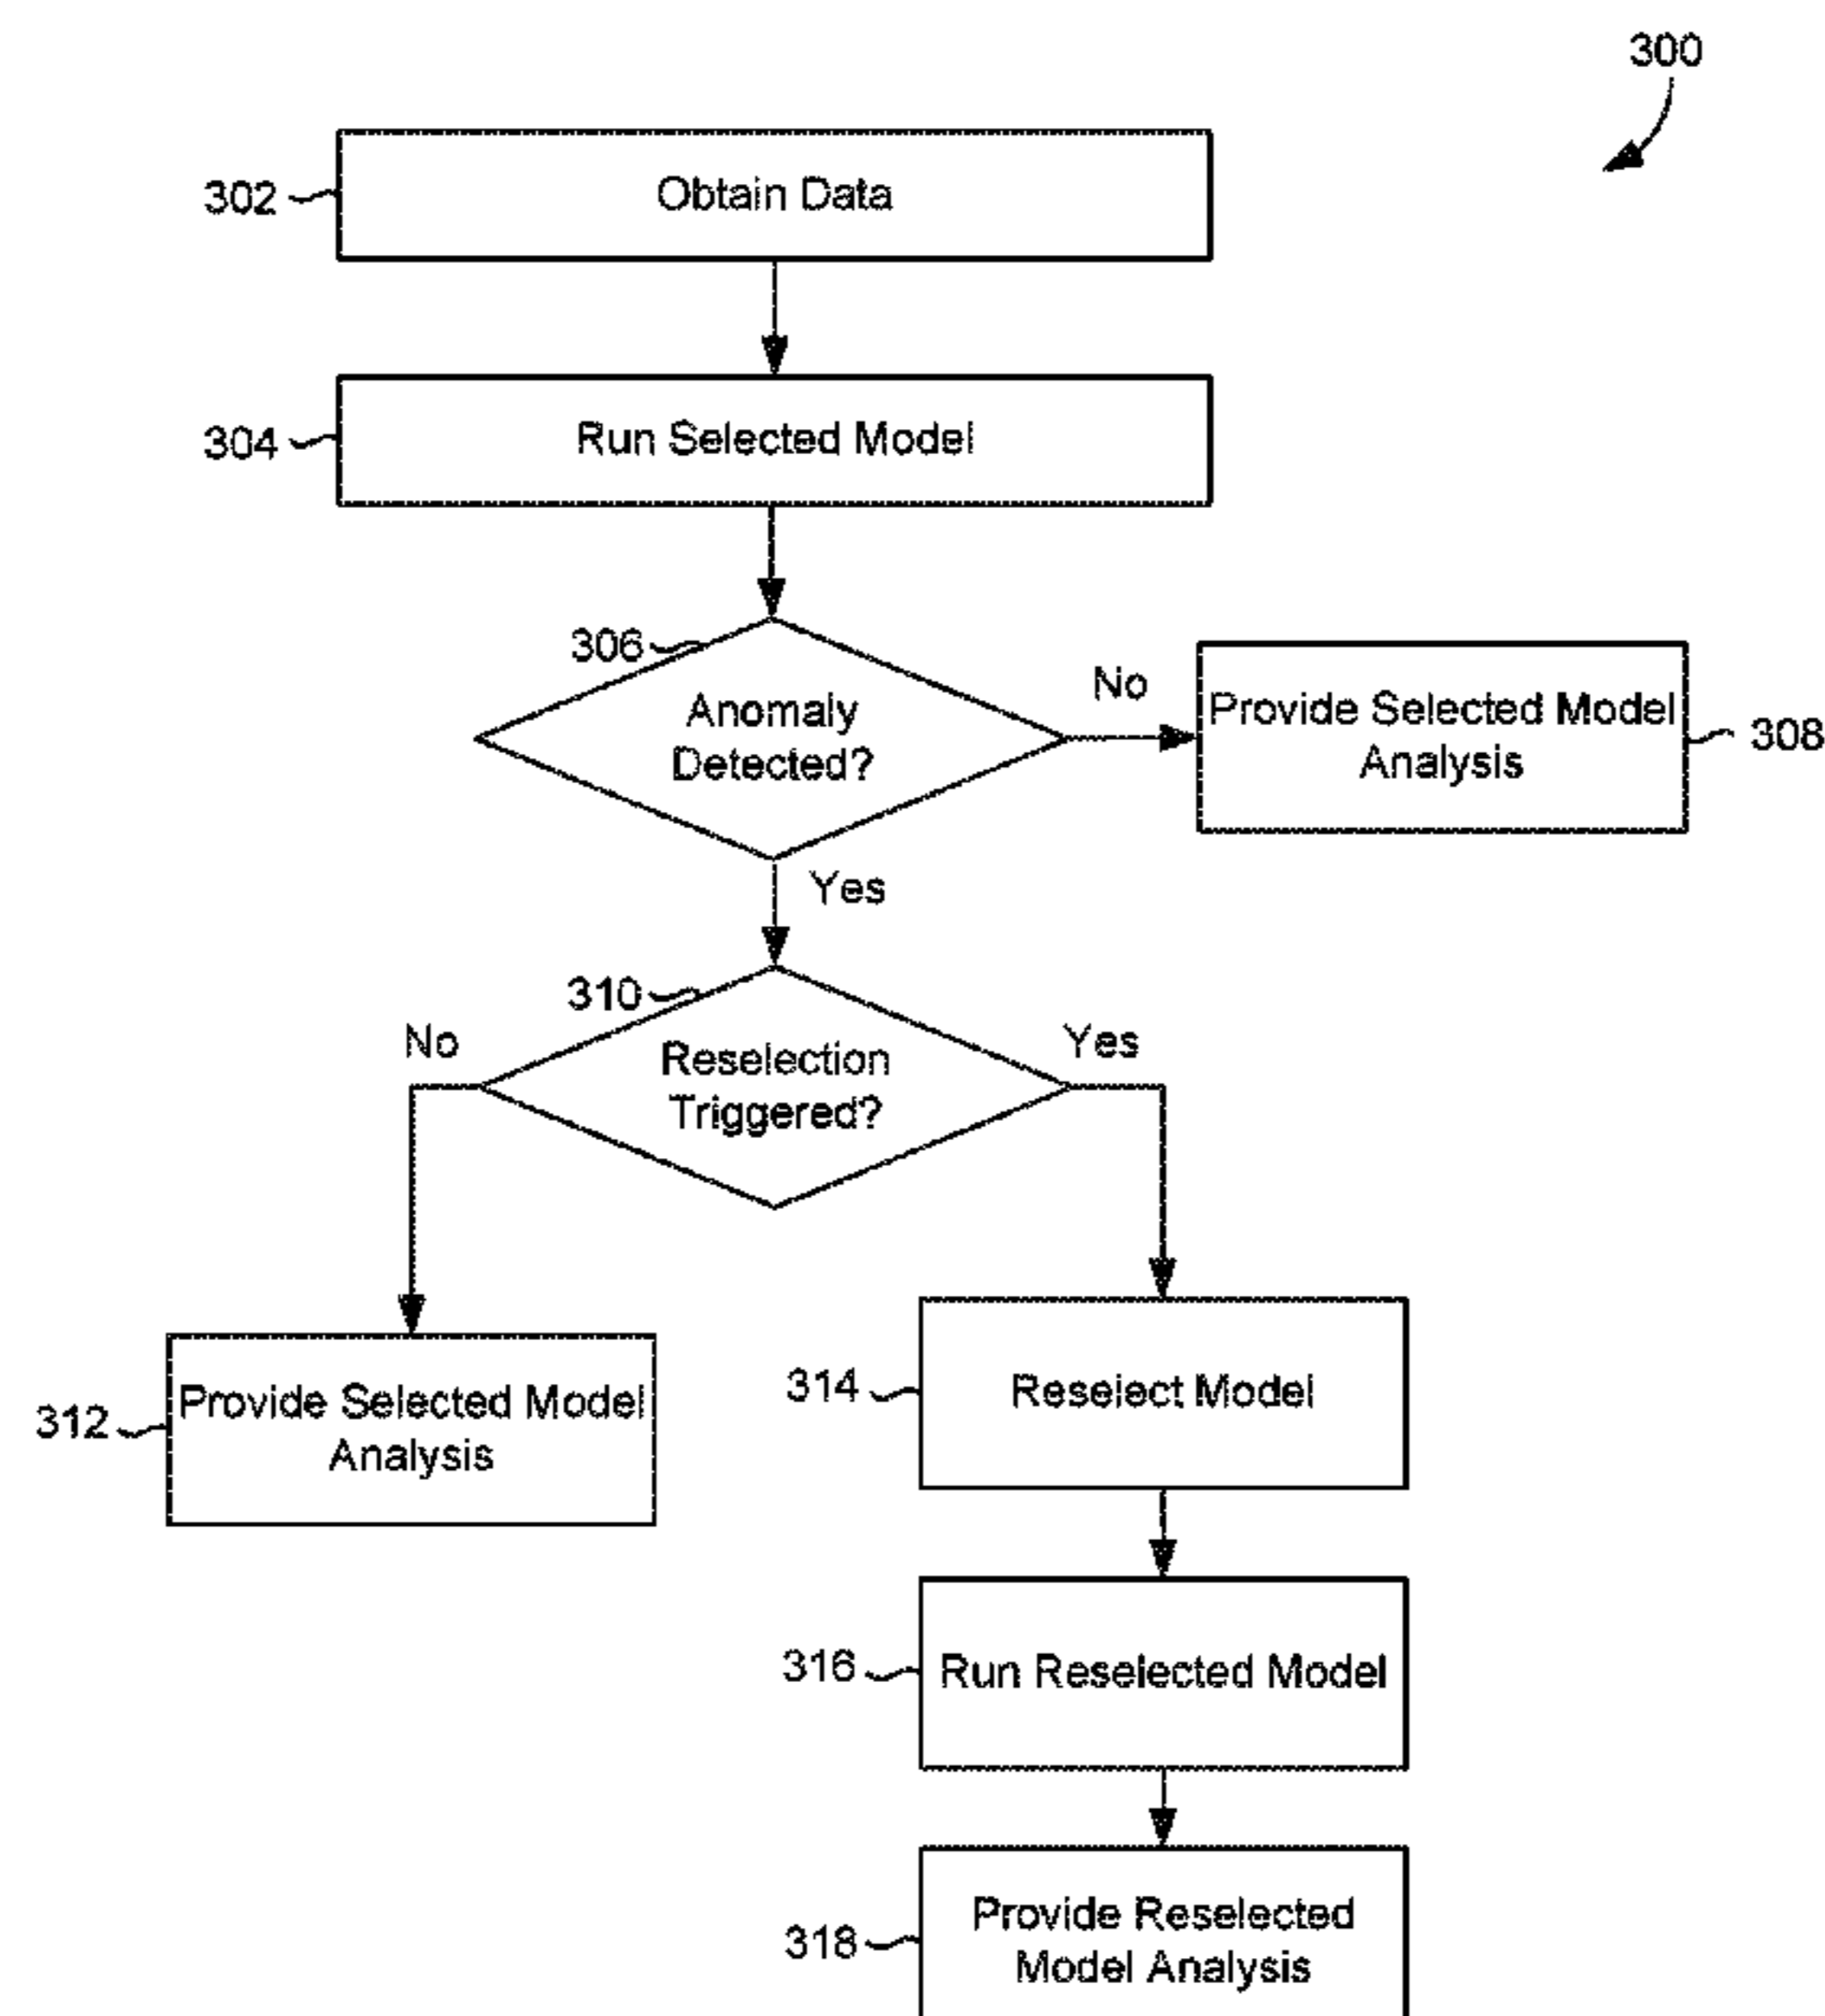 300
302
Obtain Data
304
Run Selected Model
306
Anomaly
Detected?
No
Provide Selected Model
Analysis
308
Yes
310
Reselection
Triggered?
No
Yes
312
Provide Selected Model
Analysis
314
Reselect Model
316
Run Reselected Model
318
Provide Reselected
Model Analysis